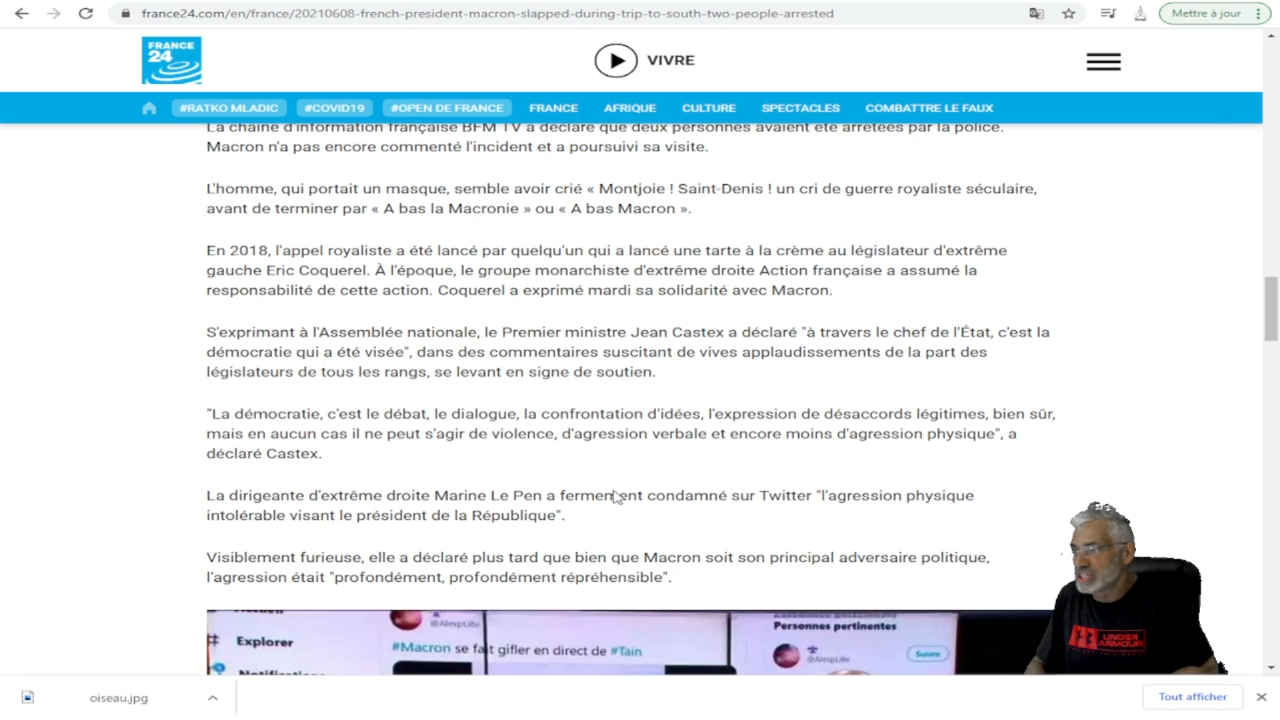 france24.com/en/france/20210608-french-president-macron-slapped-during-trip-to-south-two-people-arrested
Mettre à jour
FRANCE
24
VIVRE
#RATKO MLADIC #COVID19 #OPEN DE FRANCE FRANCE AFRIQUE CULTURE SPECTACLES COMBATTRE LE FAUX
La chaîne d'information française BFM TV a déclaré que deux personnes avaient été arrêtées par la police.
Macron n'a pas encore commenté l'incident et a poursuivi sa visite.
L'homme, qui portait un masque, semble avoir crié « Montjoie ! Saint-Denis ! un cri de guerre royaliste séculaire,
avant de terminer par « A bas la Macronie » ou « A bas Macron ».
En 2018, l'appel royaliste a été lancé par quelqu'un qui a lancé une tarte à la crème au législateur d'extrême
gauche Eric Coquerel. À l'époque, le groupe monarchiste d'extrême droite Action française a assumé la
responsabilité de cette action. Coquerel a exprimé mardi sa solidarité avec Macron.
S'exprimant à l'Assemblée nationale, le Premier ministre Jean Castex a déclaré "à travers le chef de l'État, c'est la
démocratie qui a été visée", dans des commentaires suscitant de vives applaudissements de la part des
législateurs de tous les rangs, se levant en signe de soutien.
"La démocratie, c'est le débat, le dialogue, la confrontation d'idées, l'expression de désaccords légitimes, bien sûr,
mais en aucun cas il ne peut s'agir de violence, d'agression verbale et encore moins d'agression physique", a
déclaré Castex.
La dirigeante d'extrême droite Marine Le Pen a fermement condamné sur Twitter "l'agression physique
intolérable visant le président de la République".
Visiblement furieuse, elle a déclaré plus tard que bien que Macron soit son principal adversaire politique,
l'agression était "profondément, profondément répréhensible".
Explorer
@AlexpLille
#Macron se fait gifler en direct de #Tain
Personnes pertinentes
@AlexpLille
Suivre
UNDER
ARMOUR
oiseau.jpg
Tout afficher